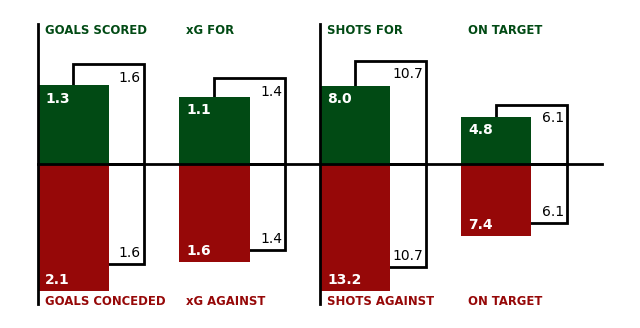 GOALS SCORED xG FOR SHOTS FOR ON TARGET
1.6 1.4 10.7 6.1
1.3 1.1 8.0 4.8
1.6 1.4 10.7 6.1
2.1 1.6 13.2 7.4
GOALS CONCEDED xG AGAINST SHOTS AGAINST ON TARGET